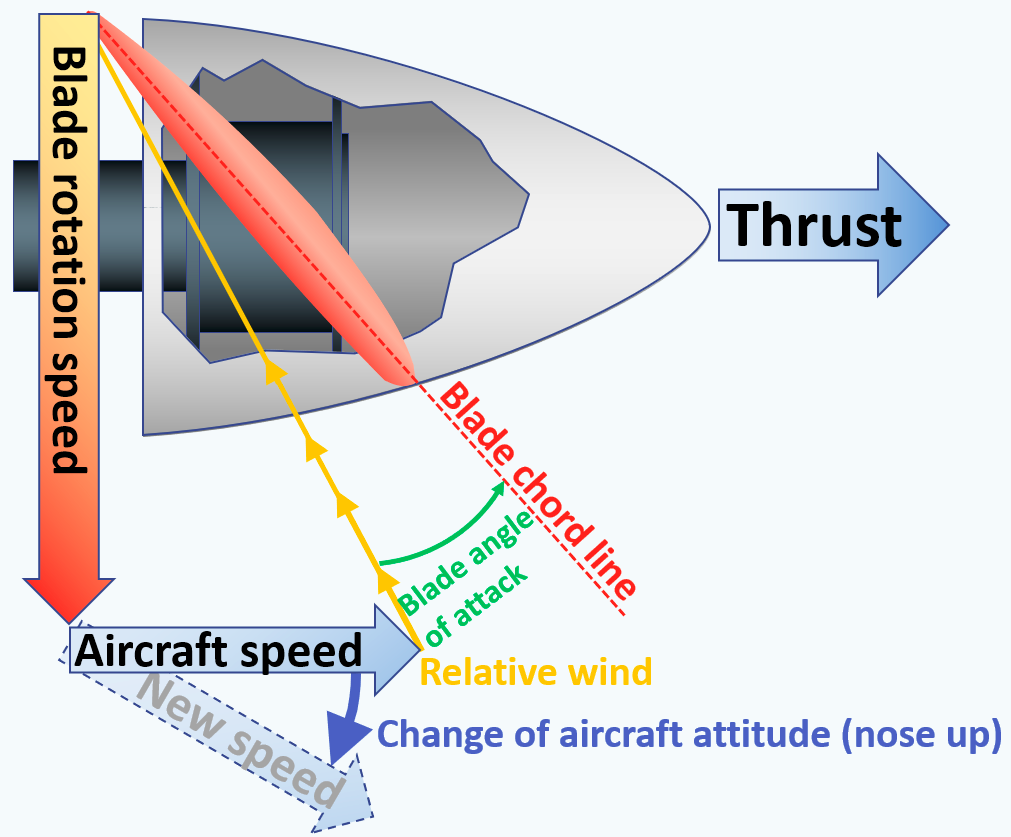 Blade rotation speed
Thrust
Blade chord line
Blade angle
of attack
Aircraft speed
Relative wind
New speed
Change of aircraft attitude (nose up)